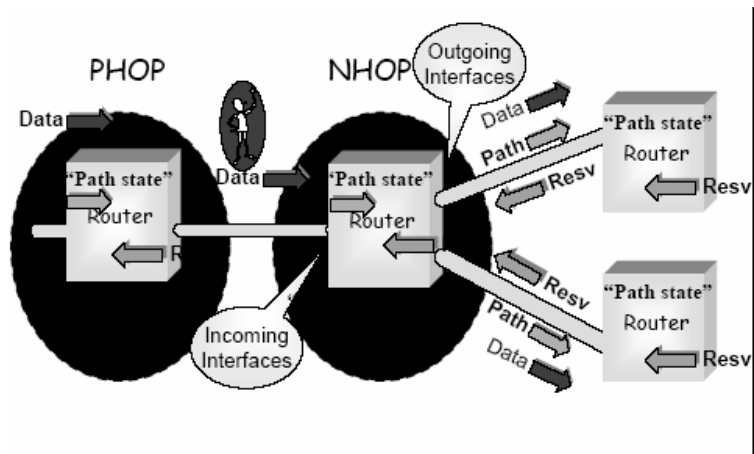 PHOP
NHOP
Outgoing
Interfaces
Data
Data
"Path state"
Router
R
Data
"Path state"
Router
Path
Resv
"Path state"
Router
Resv
Incoming
Interfaces
Resv
Path
Data
"Path state"
Router
Resv